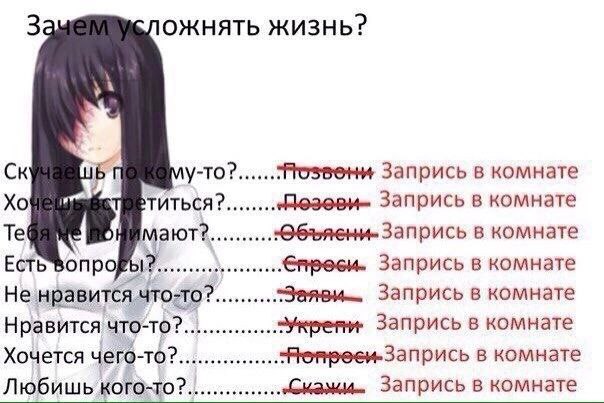 Зачем усложнять жизнь?
Скучаешь по кому-то?.......Позвони Запрись в комнате
Хочешь встретиться?..........Позови Запрись в комнате
Тебя не понимают?............Объясни Запрись в комнате
Есть вопросы?..................Спроси Запрись в комнате
Не нравится что-то?..........Заяви Запрись в комнате
Нравится что-то?..............Укрепи Запрись в комнате
Хочется чего-то?...............Попроси Запрись в комнате
Любишь кого-то?..............Скажи Запрись в комнате